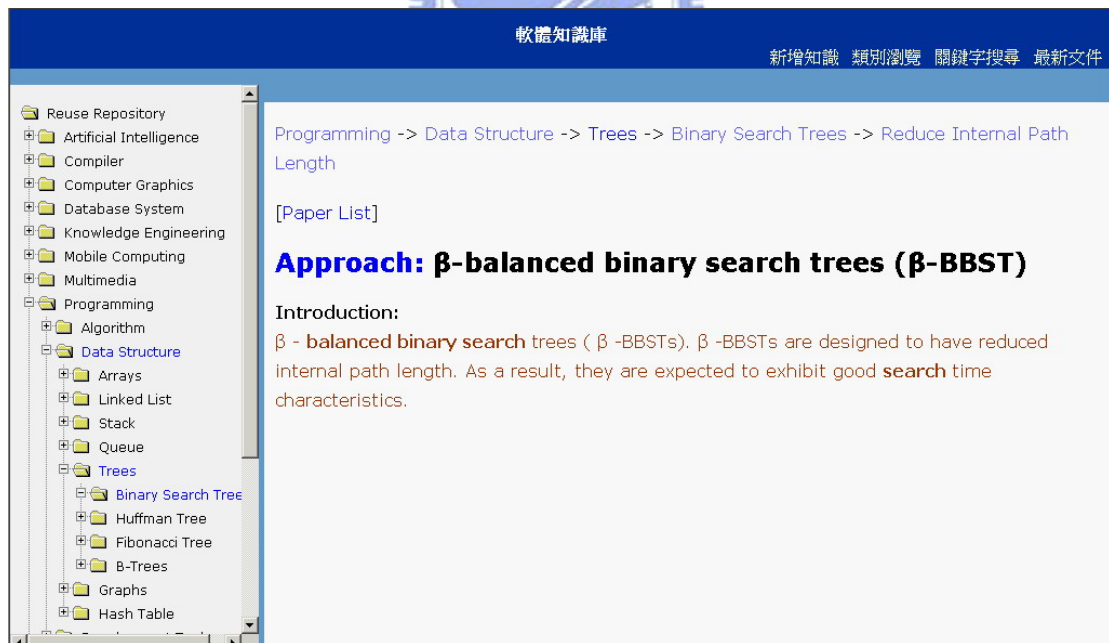 軟體知識庫
新增知識 類別瀏覽 關鍵字搜尋 最新文件
Reuse Repository
Artificial Intelligence
Compiler
Computer Graphics
Database System
Knowledge Engineering
Mobile Computing
Multimedia
Programming
Algorithm
Data Structure
Arrays
Linked List
Stack
Queue
Trees
Binary Search Tree
Huffman Tree
Fibonacci Tree
B-Trees
Graphs
Hash Table
Programming -> Data Structure -> Trees -> Binary Search Trees -> Reduce Internal Path
Length
[Paper List]
Approach: β-balanced binary search trees (β-BBST)
Introduction:
β - balanced binary search trees ( β -BBSTs). β -BBSTs are designed to have reduced
internal path length. As a result, they are expected to exhibit good search time
characteristics.